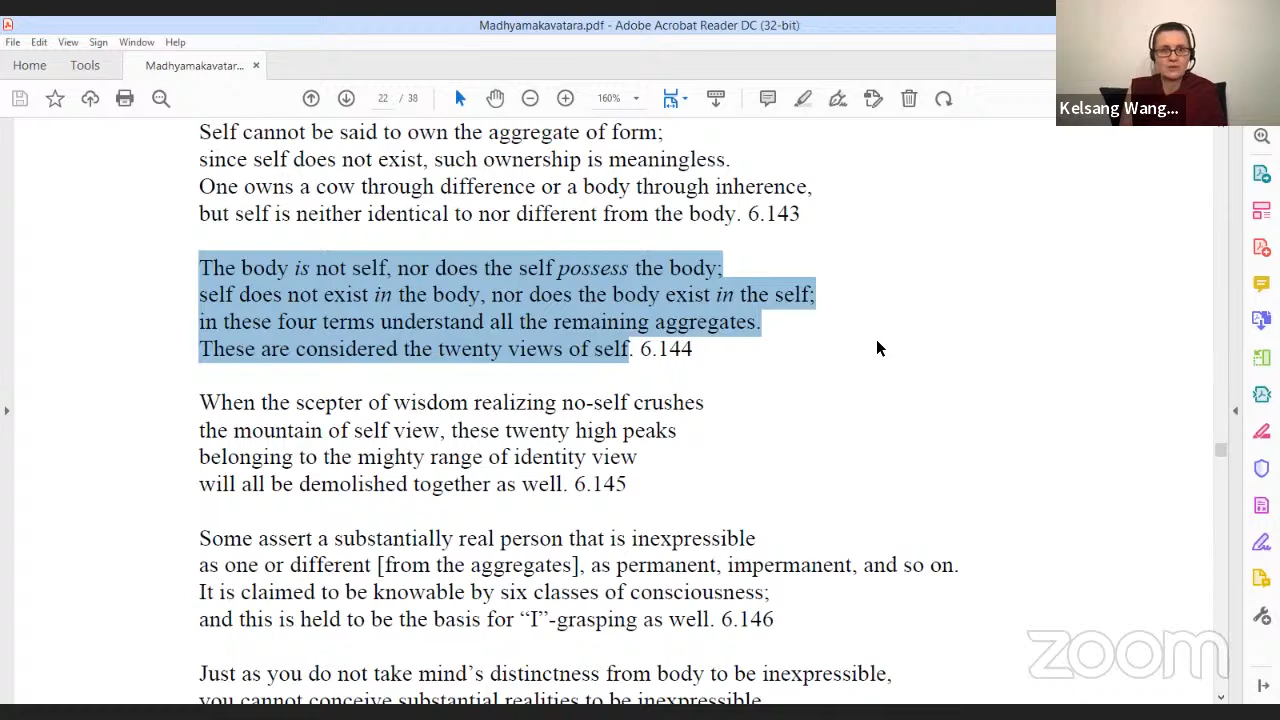 Madhyamakavatara.pdf - Adobe Acrobat Reader DC (32-bit)
File Edit View Sign Window Help
Home Tools Madhyamakavatar... ×
22 / 38 160%
Kelsang Wang...
Self cannot be said to own the aggregate of form;
since self does not exist, such ownership is meaningless.
One owns a cow through difference or a body through inherence,
but self is neither identical to nor different from the body. 6.143
The body is not self, nor does the self possess the body;
self does not exist in the body, nor does the body exist in the self;
in these four terms understand all the remaining aggregates.
These are considered the twenty views of self. 6.144
When the scepter of wisdom realizing no-self crushes
the mountain of self view, these twenty high peaks
belonging to the mighty range of identity view
will all be demolished together as well. 6.145
Some assert a substantially real person that is inexpressible
as one or different [from the aggregates], as permanent, impermanent, and so on.
It is claimed to be knowable by six classes of consciousness;
and this is held to be the basis for “I”-grasping as well. 6.146
Just as you do not take mind’s distinctness from body to be inexpressible,
you cannot conceive substantial realities to be inexpressible
zoom